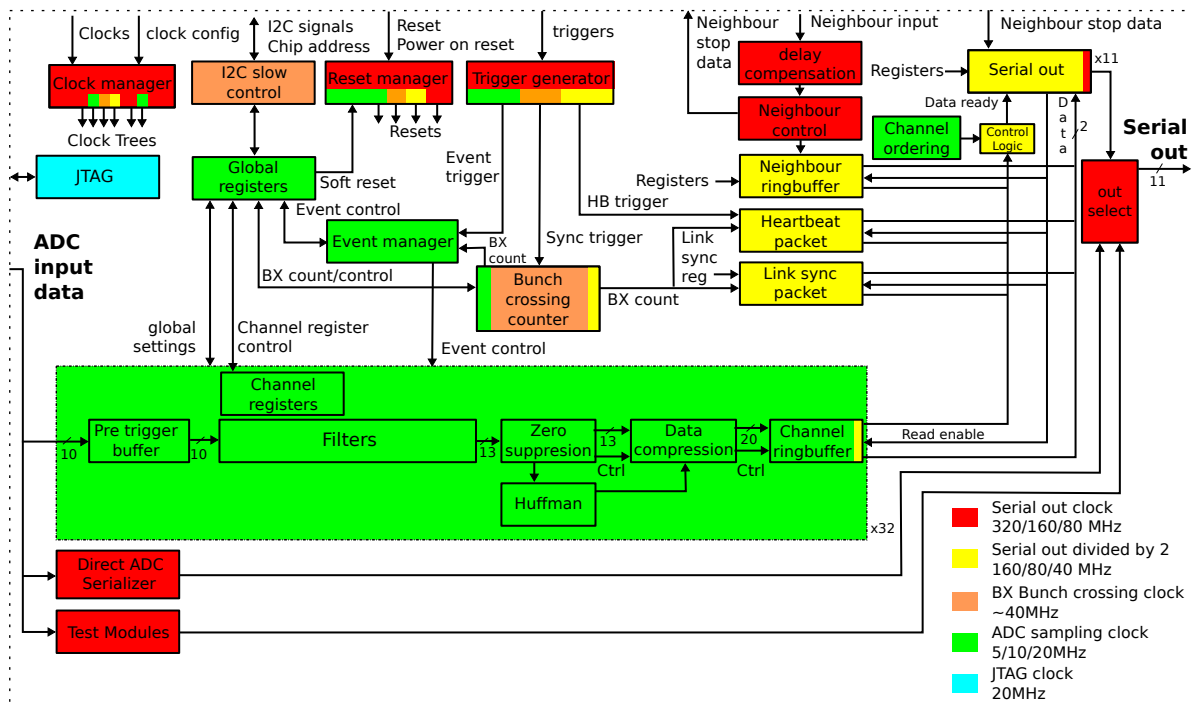 Clocks
clock config
I2C signals
Chip address
Reset
Power on reset
triggers
Neighbour
stop
data
Neighbour input
Neighbour stop data
Clock manager
I2C slow
control
Reset manager
Trigger generator
delay
compensation
Registers
Serial out
x11
Clock Trees
Resets
Neighbour
control
Data ready
D
a
t
a
2
Channel
ordering
Control
Logic
Serial
out
11
JTAG
Global
registers
Soft reset
Event
trigger
Registers
Neighbour
ringbuffer
out
select
HB trigger
Event control
Event manager
BX
count
Sync trigger
Link
sync
reg
Heartbeat
packet
ADC
input
data
BX count/control
Bunch
crossing
counter
BX count
Link sync
packet
global
settings
Channel register
control
Event control
Channel
registers
10
Pre trigger
buffer
10
Filters
13
Zero
suppresion
13
Ctrl
Data
compression
20
Ctrl
Channel
ringbuffer
Read enable
Huffman
x32
Direct ADC
Serializer
Test Modules
Serial out clock
320/160/80 MHz
Serial out divided by 2
160/80/40 MHz
BX Bunch crossing clock
~40MHz
ADC sampling clock
5/10/20MHz
JTAG clock
20MHz